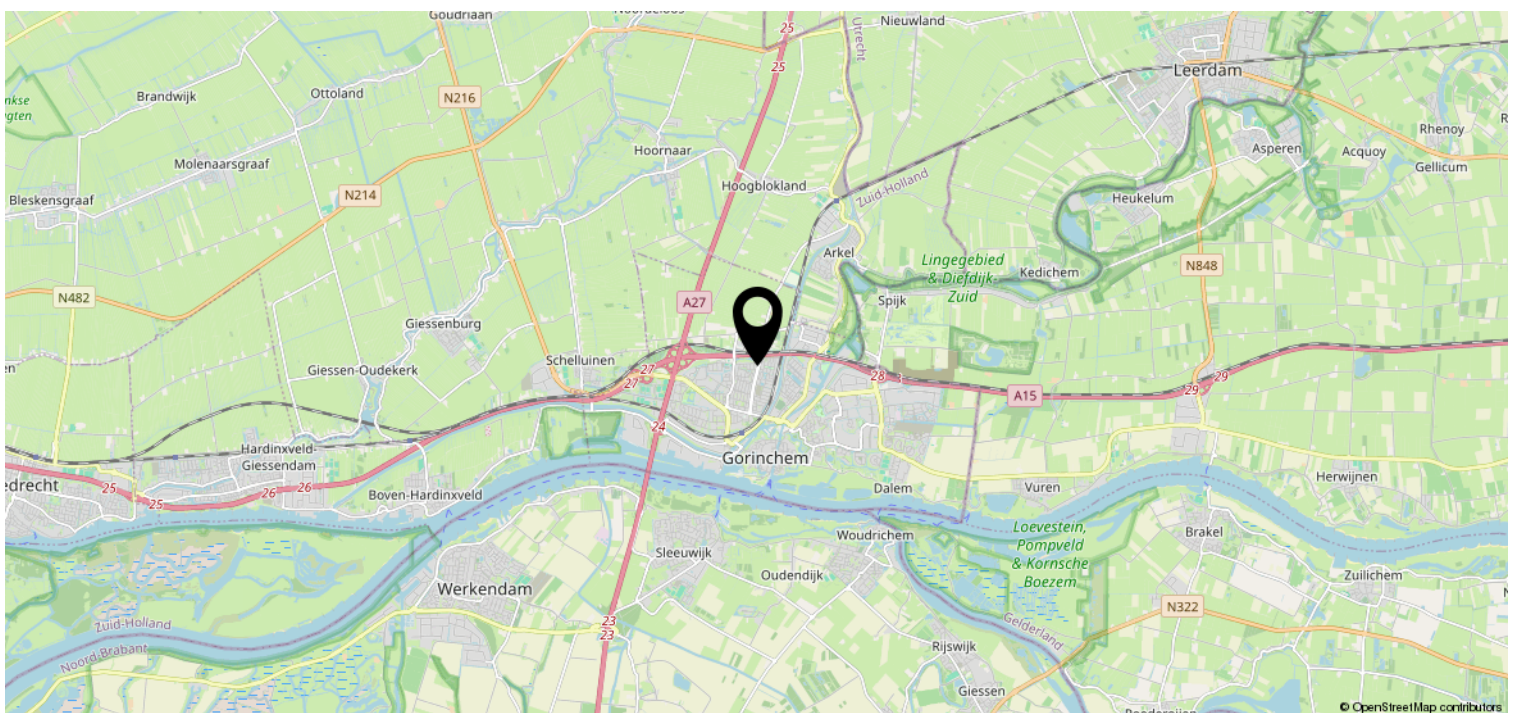 Goudriaan
Nieuwland
25
Utrecht
25
Leerdam
Brandwijk
Ottoland
N216
Rhenoy
Hoornaar
Asperen
Acquoy
Molenaarsgraaf
Gellicum
Hoogblokland
Zuid-Holland
N214
Bleskensgraaf
Heukelum
Arkel
Lingegebied
& Diefdijk-
Zuid
Kedichem
N848
N482
A27
Spijk
Giessenburg
Schelluinen
Giessen-Oudekerk
27
27
28
29
29
A15
24
Hardinxveld-
Giessendam
Gorinchem
edrecht
25
25
26
26
Boven-Hardinxveld
Dalem
Vuren
Herwijnen
Loevestein,
Pompveld
& Kornsche
Boezem
Woudrichem
Brakel
Sleeuwijk
Oudendijk
Zuilichem
Werkendam
N322
23
23
Zuid-Holland
Noord-Brabant
Gelderland
Rijswijk
Giessen
© OpenStreetMap contributors